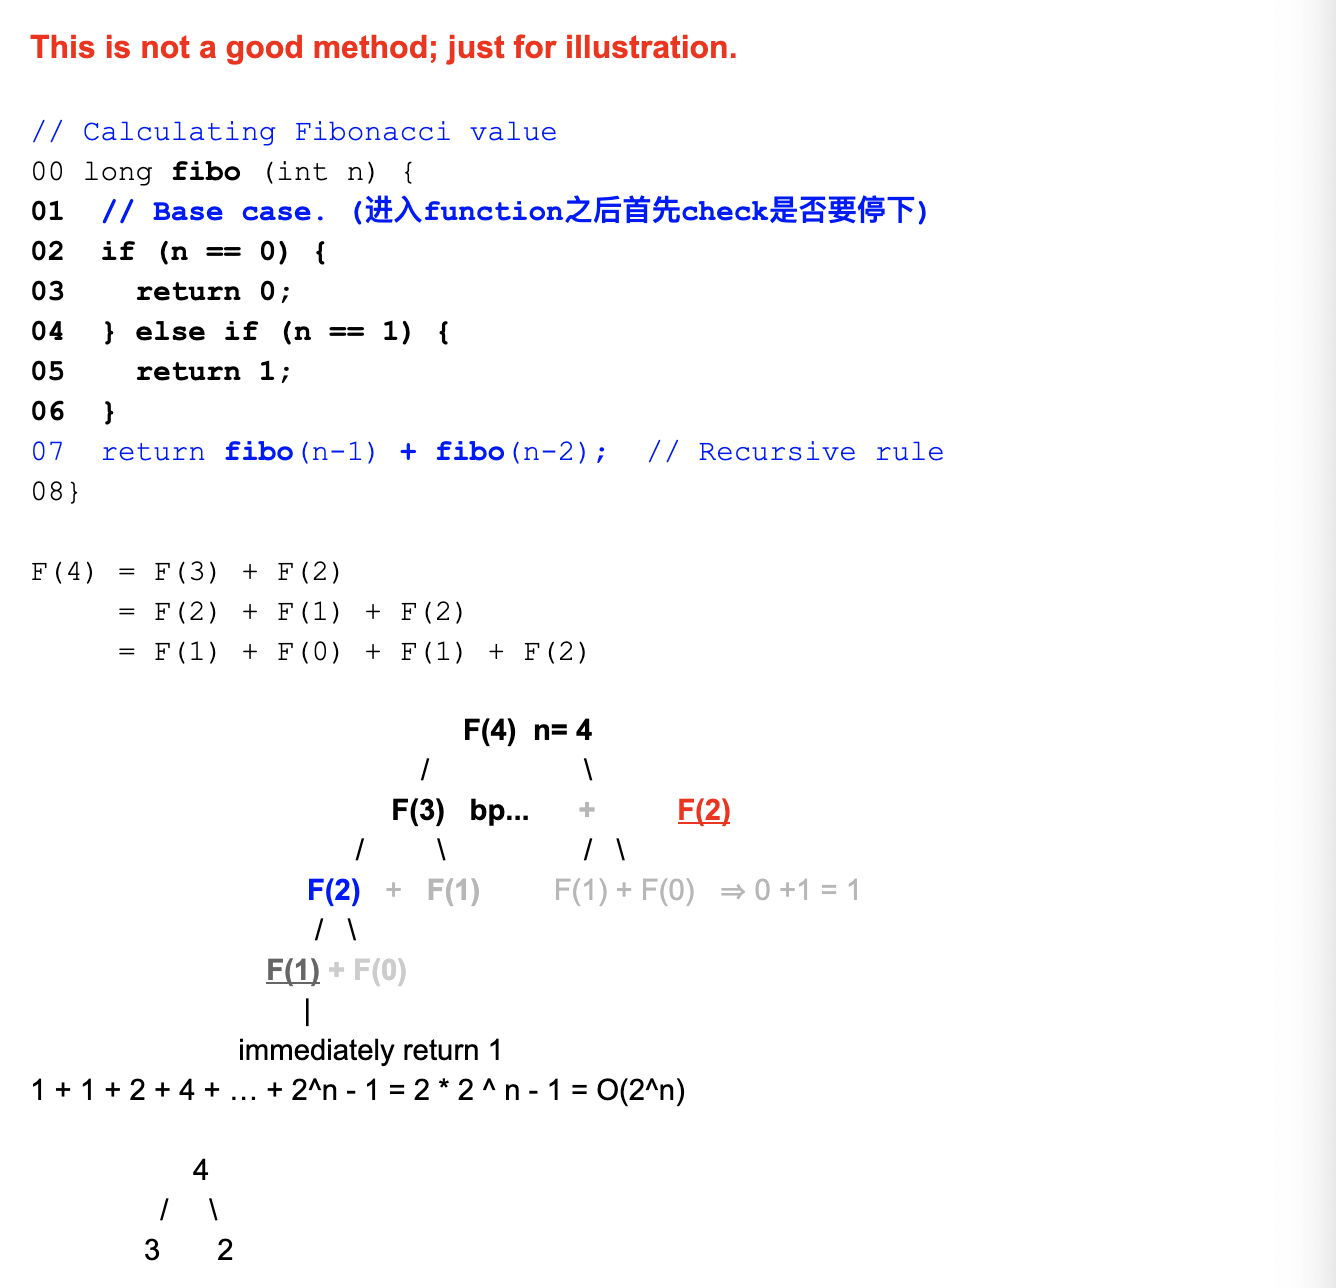 This is not a good method; just for illustration.
// Calculating Fibonacci value
00 long fibo (int n) {
01  // Base case. (进入function之后首先check是否要停下)
02  if (n == 0) {
03    return 0;
04  } else if (n == 1) {
05    return 1;
06  }
07  return fibo(n-1) + fibo(n-2);  // Recursive rule
08}
F(4) = F(3) + F(2)
     = F(2) + F(1) + F(2)
     = F(1) + F(0) + F(1) + F(2)
F(4)  n= 4
/ \
F(3)  bp...  +  F(2)
/ \ / \
F(2) + F(1)  F(1) + F(0) ⇒ 0 +1 = 1
/ \
F(1) + F(0)
|
immediately return 1
1 + 1 + 2 + 4 + … + 2^n - 1 = 2 * 2 ^ n - 1 = O(2^n)
4
/ \
3 2